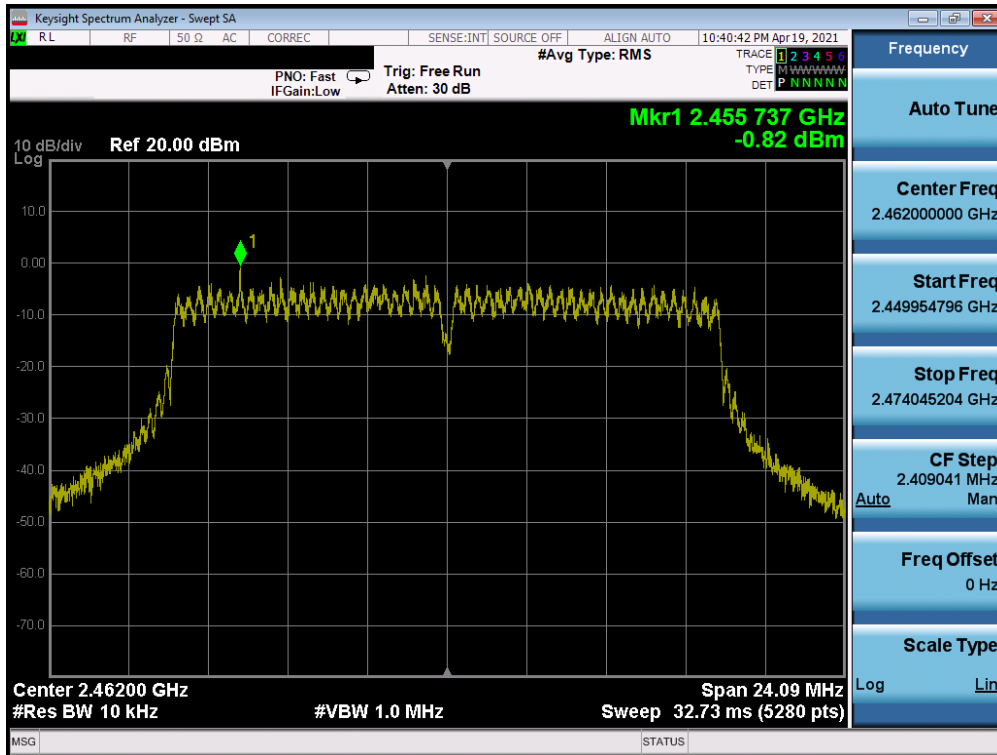 Keysight Spectrum Analyzer - Swept SA
LXI RL RF 50 Ω AC CORREC SENSE:INT SOURCE OFF ALIGN AUTO 10:40:42 PM Apr 19, 2021
#Avg Type: RMS
PNO: Fast
IFGain:Low
Trig: Free Run
Atten: 30 dB
TRACE 1 2 3 4 5 6
TYPE M WWWWW
DET P N N N N N
Mkr1 2.455 737 GHz
-0.82 dBm
10 dB/div Ref 20.00 dBm
Log
1
10.0
0.00
-10.0
-20.0
-30.0
-40.0
-50.0
-60.0
-70.0
Center 2.46200 GHz Span 24.09 MHz
#Res BW 10 kHz #VBW 1.0 MHz Sweep 32.73 ms (5280 pts)
MSG STATUS
Frequency
Auto Tune
Center Freq
2.462000000 GHz
Start Freq
2.449954796 GHz
Stop Freq
2.474045204 GHz
CF Step
2.409041 MHz
Auto Man
Freq Offset
0 Hz
Scale Type
Log Lin